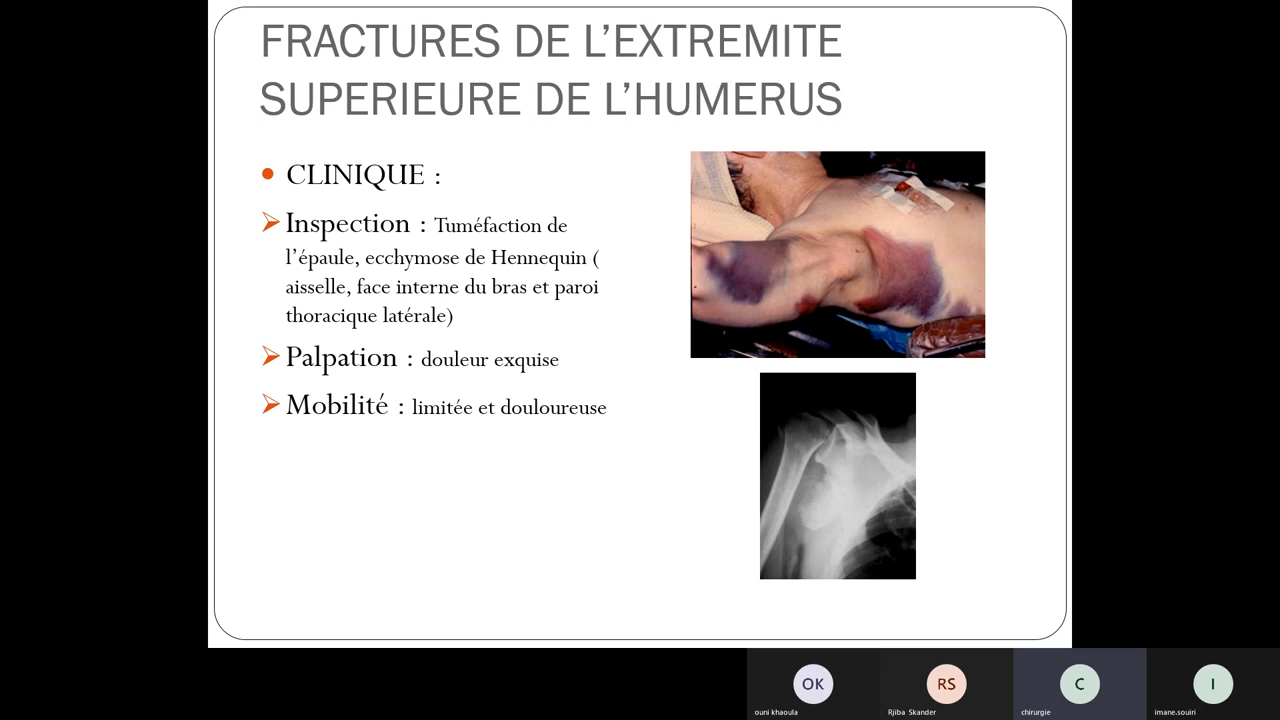 FRACTURES DE L’EXTREMITE
SUPERIEURE DE L’HUMERUS
CLINIQUE :
Inspection : Tuméfaction de
l’épaule, ecchymose de Hennequin (
aisselle, face interne du bras et paroi
thoracique latérale)
Palpation : douleur exquise
Mobilité : limitée et douloureuse
OK
RS
C
I
ouni khaoula
Rjiba Skander
chirurgie
imane.souiri